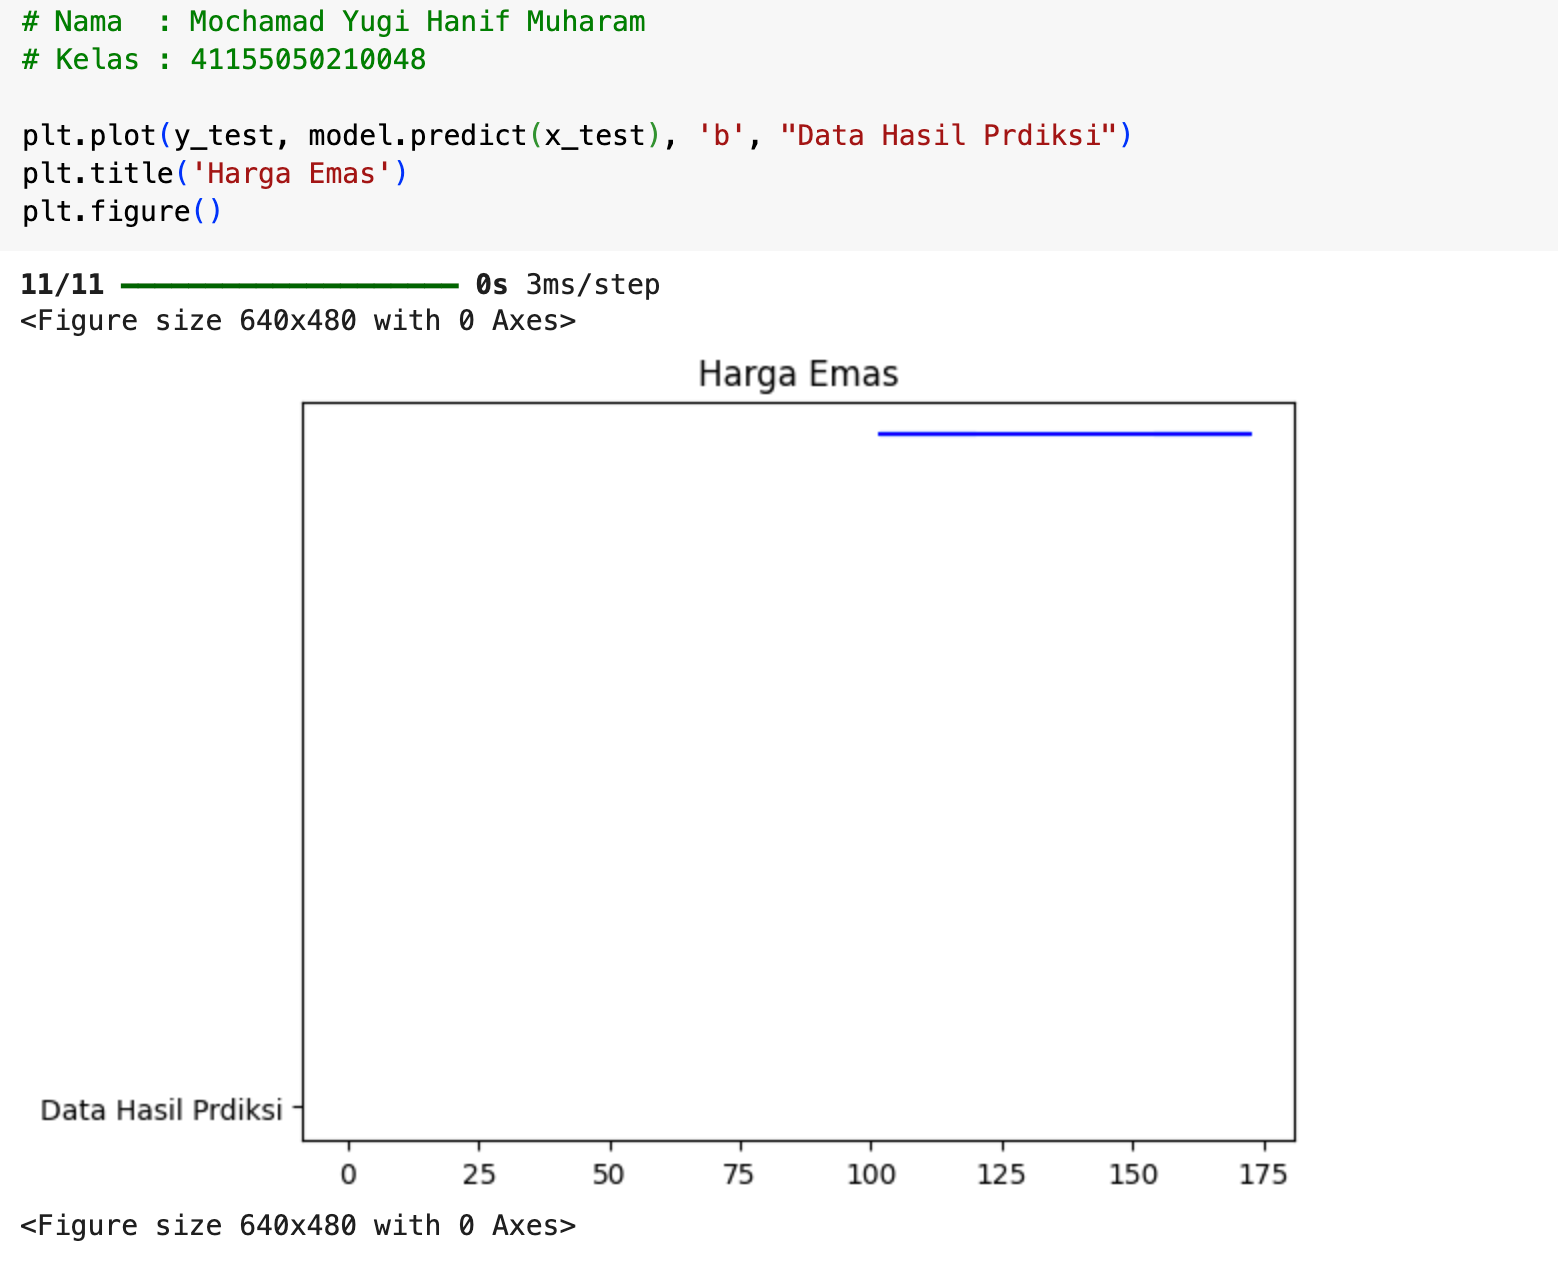 # Nama  : Mochamad Yugi Hanif Muharam
# Kelas : 41155050210048
plt.plot(y_test, model.predict(x_test), 'b', "Data Hasil Prdiksi")
plt.title('Harga Emas')
plt.figure()
11/11 0s 3ms/step
<Figure size 640x480 with 0 Axes>
Harga Emas
Data Hasil Prdiksi
0 25 50 75 100 125 150 175
<Figure size 640x480 with 0 Axes>